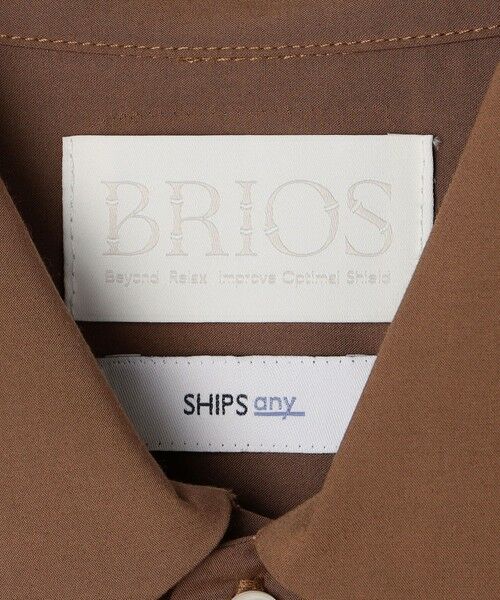 BRIOS
Beyond Relax Improve Optimal Shield
SHIPS any